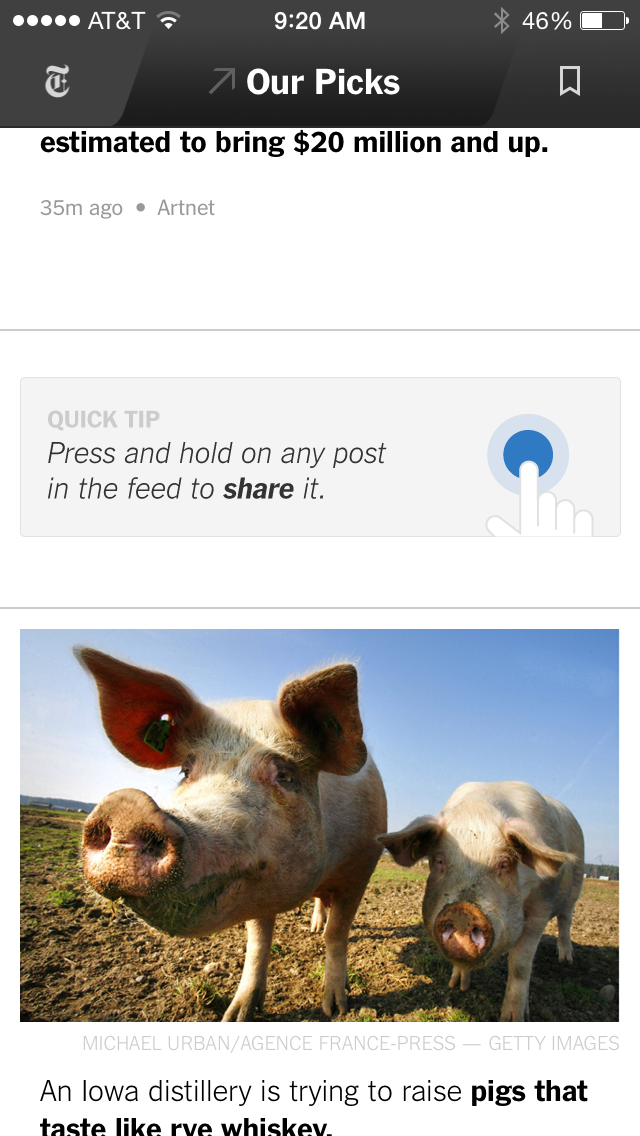 AT&T 9:20 AM 46%
T Our Picks
estimated to bring $20 million and up.
35m ago • Artnet
QUICK TIP
Press and hold on any post
in the feed to share it.
MICHAEL URBAN/AGENCE FRANCE-PRESS — GETTY IMAGES
An Iowa distillery is trying to raise pigs that
taste like rye whiskey.